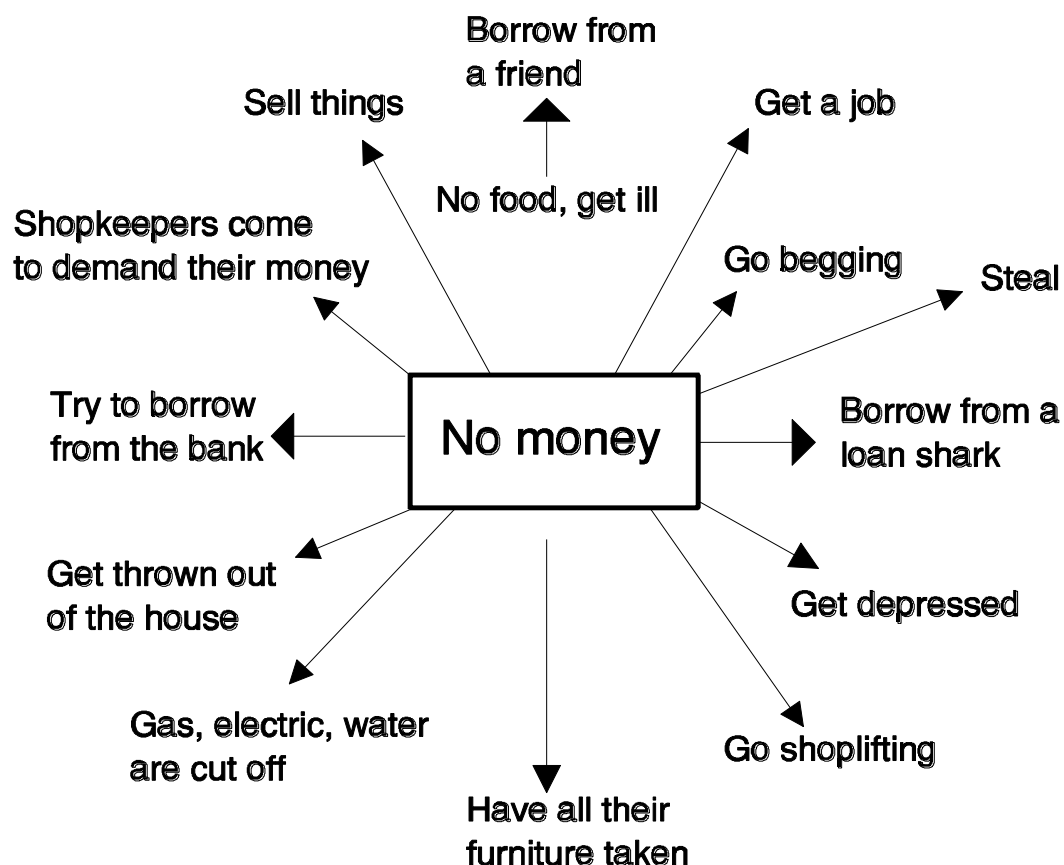 Borrow from
a friend
Sell things
Get a job
No food, get ill
Shopkeepers come
to demand their money
Go begging
Steal
Try to borrow
from the bank
No money
Borrow from a
loan shark
Get thrown out
of the house
Get depressed
Gas, electric, water
are cut off
Go shoplifting
Have all their
furniture taken